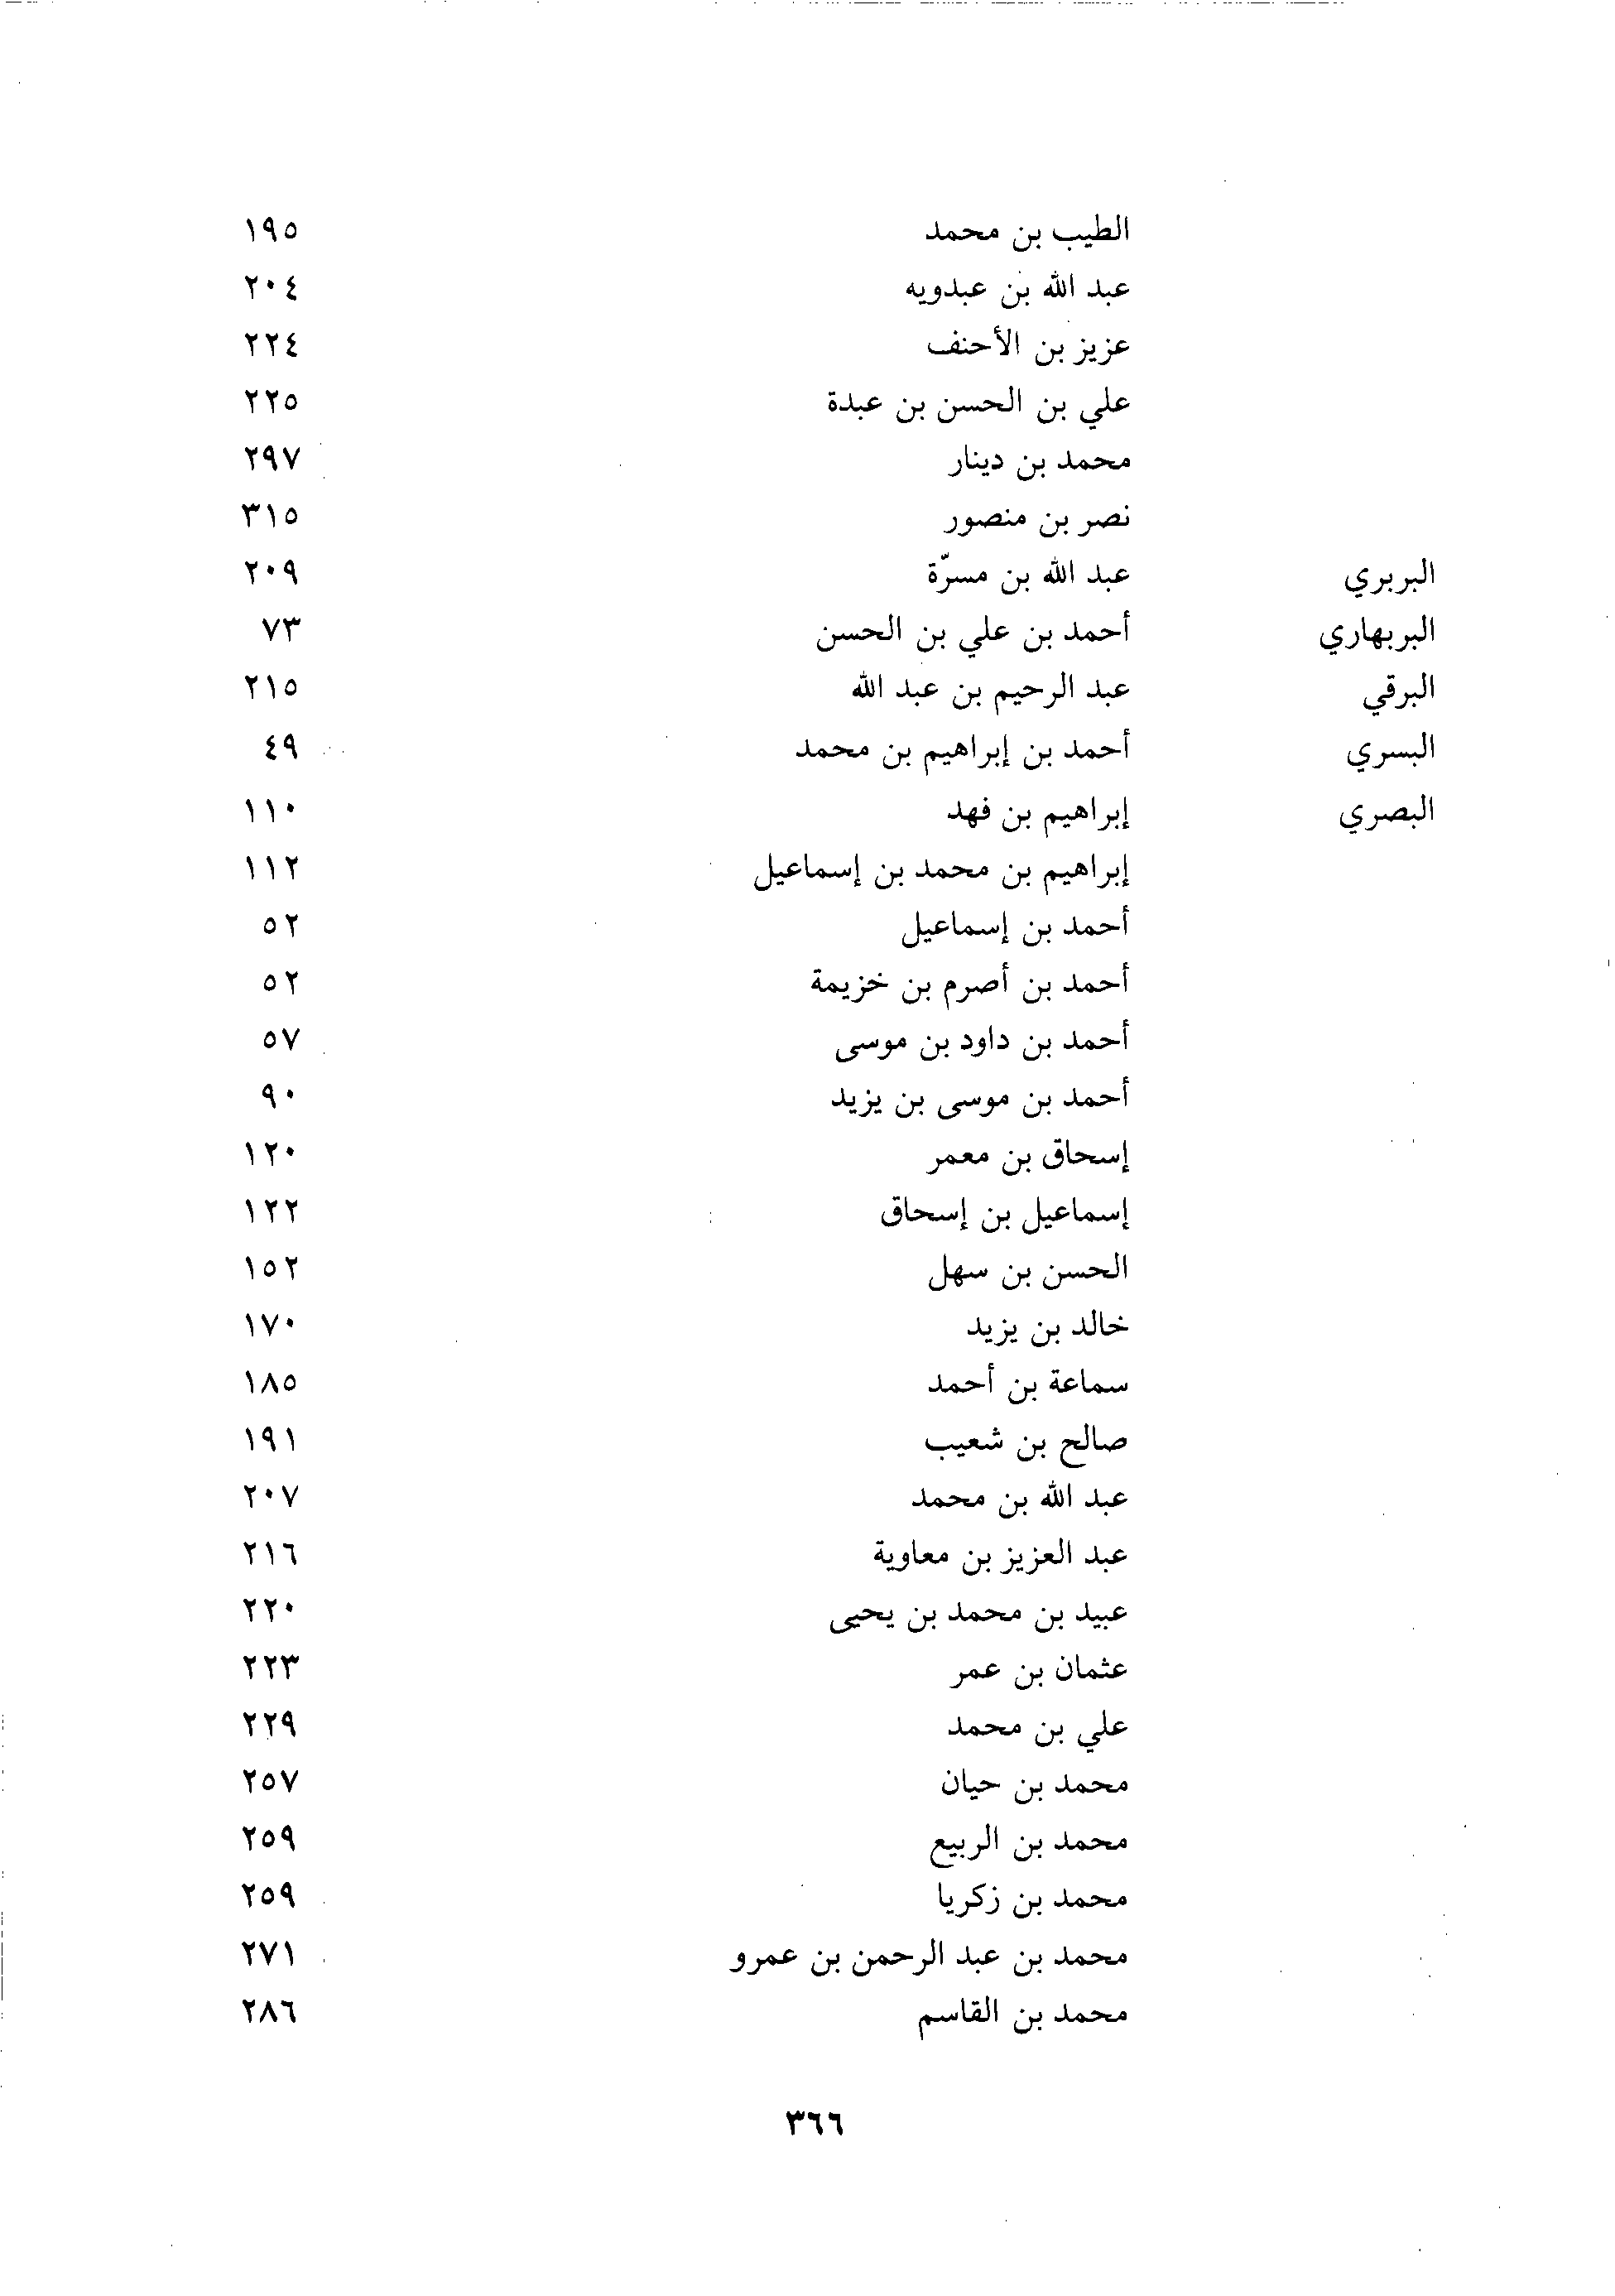 الطيب بن محمد ١٩٥
عبد الله بن عبدويه ٢٠٤
عزيز بن الأحنف ٢٢٤
علي بن الحسن بن عبدة ٢٢٥
محمد بن دينار ٢٩٧
نصر بن منصور ٣١٥
البربري عبد الله بن مسرّة ٢٠٩
البربهاري أحمد بن علي بن الحسن ٧٣
البرقي عبد الرحيم بن عبد الله ٢١٥
البسري أحمد بن إبراهيم بن محمد ٤٩
البصري إبراهيم بن فهد ١١٠
إبراهيم بن محمد بن إسماعيل ١١٢
أحمد بن إسماعيل ٥٢
أحمد بن أصرم بن خزيمة ٥٢
أحمد بن داود بن موسى ٥٧
أحمد بن موسى بن يزيد ٩٠
إسحاق بن معمر ١٢٠
إسماعيل بن إسحاق ١٢٢
الحسن بن سهل ١٥٢
خالد بن يزيد ١٧٠
سماعة بن أحمد ١٨٥
صالح بن شعيب ١٩١
عبد الله بن محمد ٢٠٧
عبد العزيز بن معاوية ٢١٦
عبيد بن محمد بن يحيى ٢٢٠
عثمان بن عمر ٢٢٣
علي بن محمد ٢٢٩
محمد بن حيان ٢٥٧
محمد بن الربيع ٢٥٩
محمد بن زكريا ٢٥٩
محمد بن عبد الرحمن بن عمرو ٢٧١
محمد بن القاسم ٢٨٦
٣٦٦